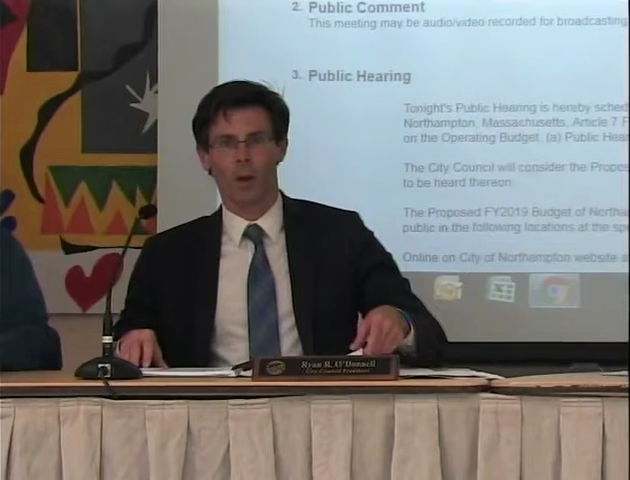 2. Public Comment
This meeting may be audio/video recorded for broadcasting
3. Public Hearing
Tonight's Public Hearing is hereby sched
Northampton, Massachusetts, Article 7 F
on the Operating Budget, (a) Public Hear
The City Council will consider the Propos
to be heard thereon.
The Proposed FY2019 Budget of Northa
public in the following locations at the sp
Online on City of Northampton website a
Ryan R. O'Donnell
City Council President